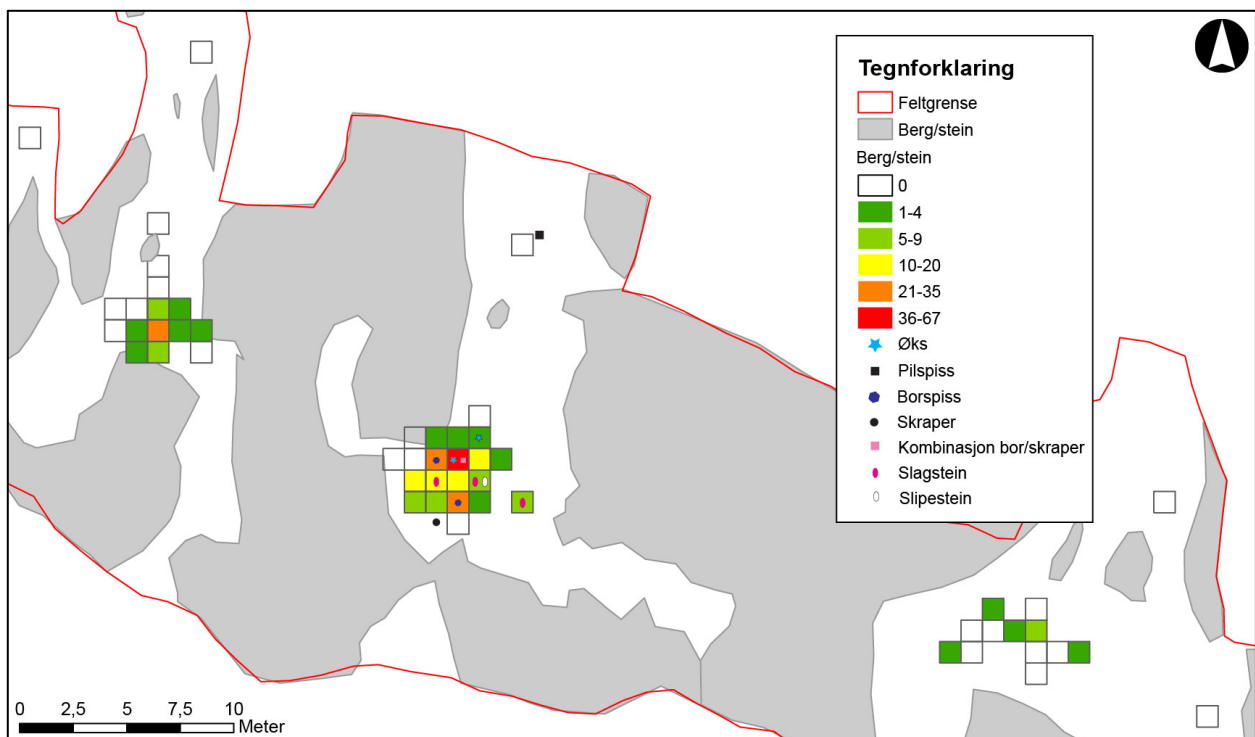 Tegnforklaring
Feltgrense
Berg/stein
Berg/stein
0
1-4
5-9
10-20
21-35
36-67
Øks
Pilspiss
Borspiss
Skraper
Kombinasjon bor/skraper
Slagstein
Slipestein
0 2,5 5 7,5 10
Meter